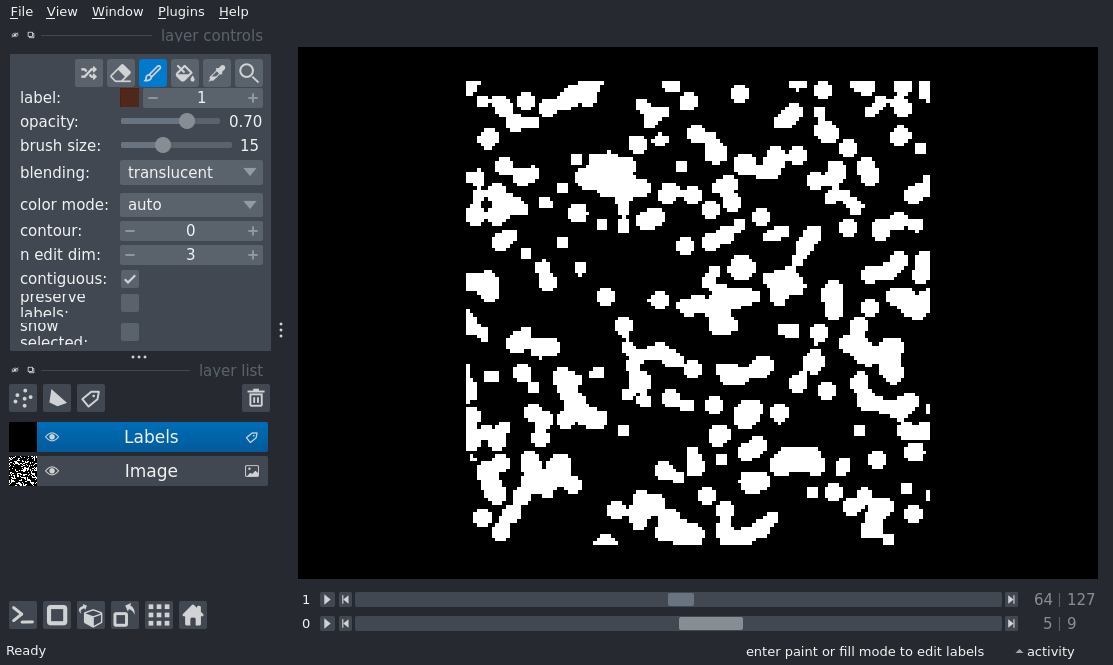 File View Window Plugins Help
layer controls
label: 1
opacity: 0.70
brush size: 15
blending: translucent
color mode: auto
contour: 0
n edit dim: 3
contiguous:
preserve
labels:
show
selected:
layer list
Labels
Image
1 64 | 127
0 5 | 9
Ready enter paint or fill mode to edit labels activity